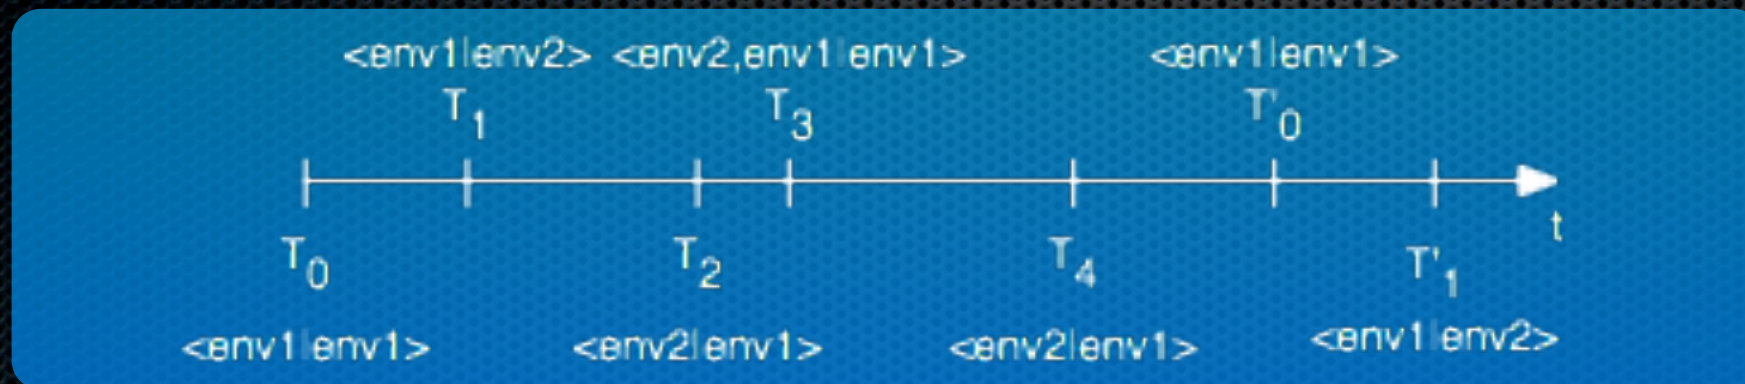 <env1|env2> <env2,env1|env1> <env1|env1>
T1 T3 T'0
t
T0 T2 T4 T'1
<env1|env1> <env2|env1> <env2|env1> <env1|env2>